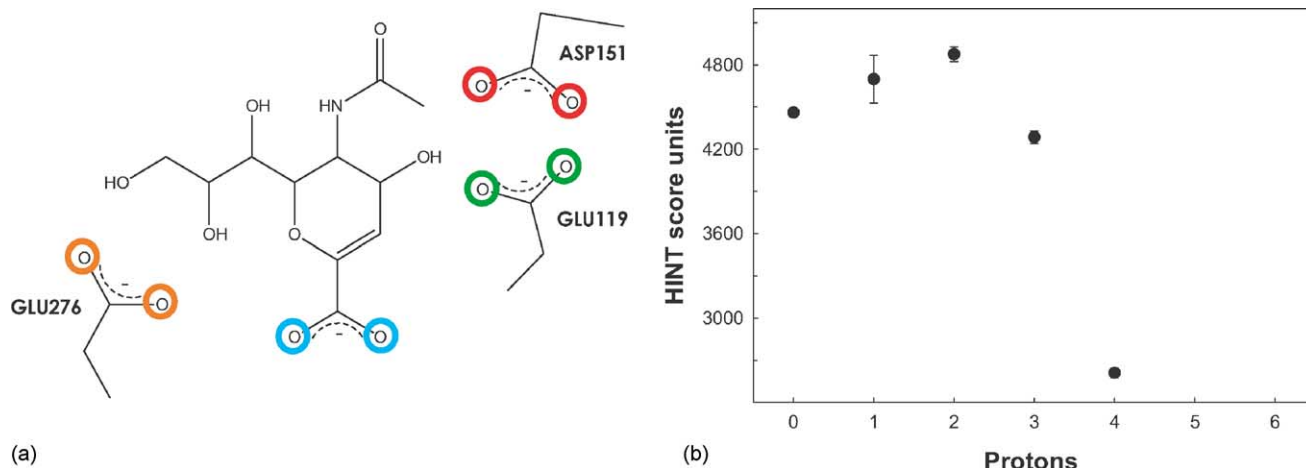 O
ASP151
O
-
O
HN
OH
OH
HO
OH
O
O
-
O
GLU119
O
-
O
GLU276
O
-
O
(a)
HINT score units
4800
4200
3600
3000
0 1 2 3 4 5 6
Protons
(b)